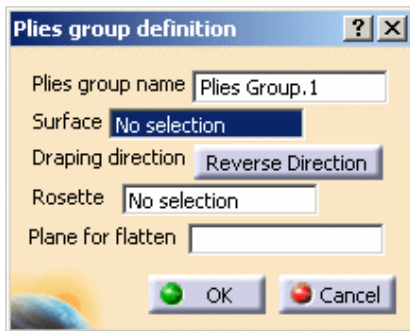 Plies group definition
Plies group name Plies Group.1
Surface No selection
Draping direction Reverse Direction
Rosette No selection
Plane for flatten
OK Cancel